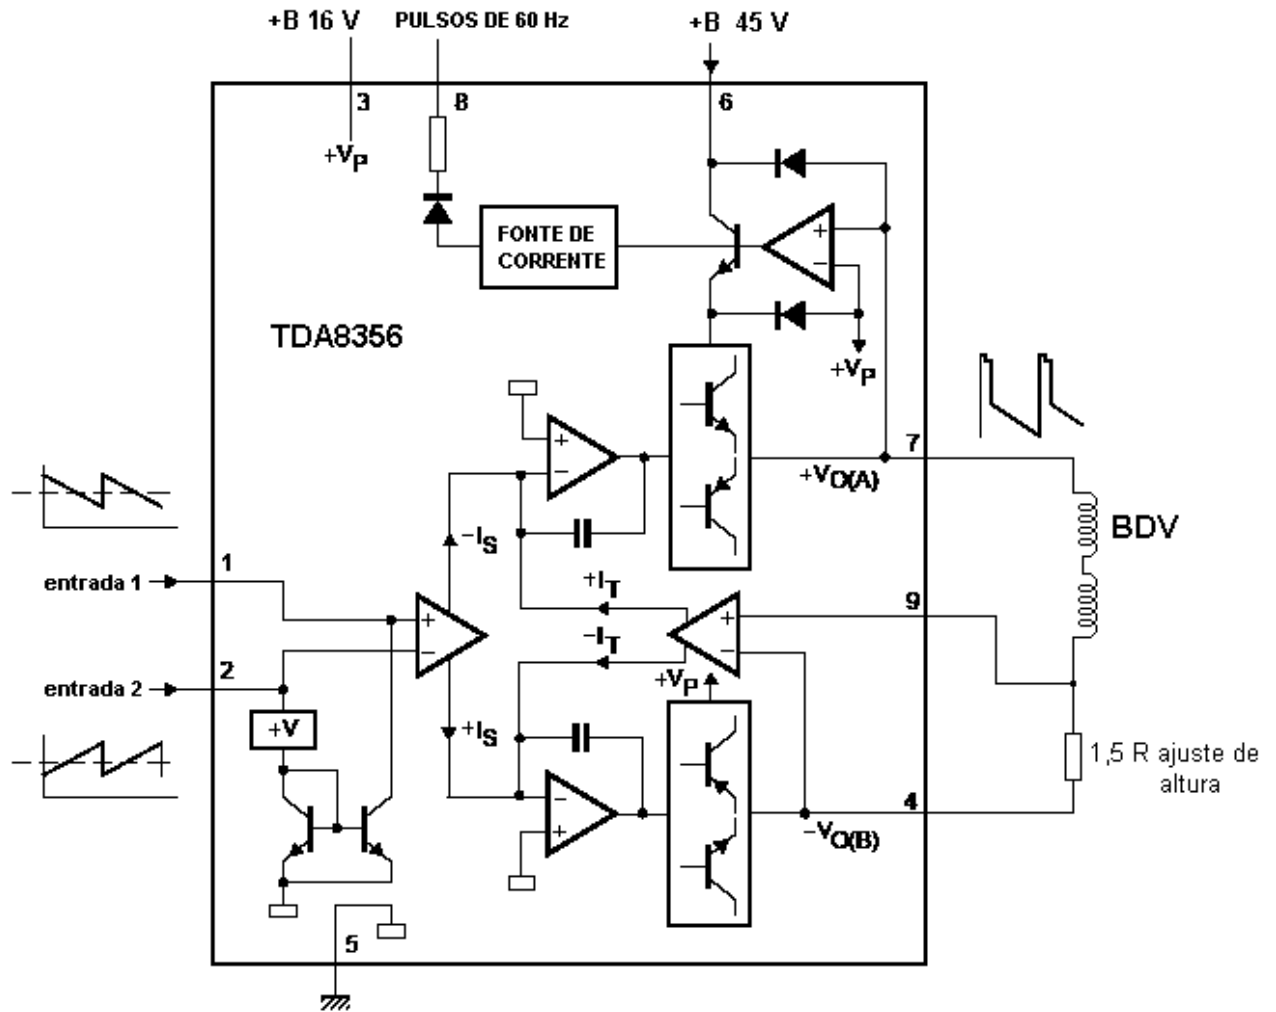 +B 16 V
PULSOS DE 60 Hz
+B 45 V
3
8
6
+VP
FONTE DE
CORRENTE
+
−
TDA8356
+VP
+
−
7
+VO(A)
−IS
BDV
1
entrada 1
+IT
−IT
9
+
−
+
−
2
entrada 2
+VP
+V
+IS
1,5 R ajuste de
altura
−
+
4
−VO(B)
5